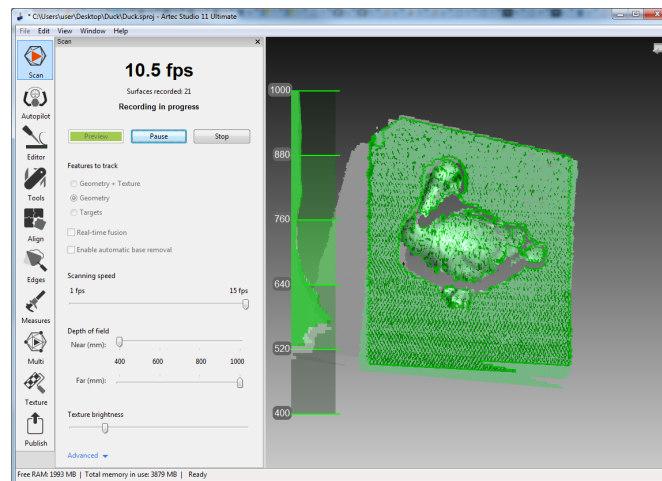 * C:\Users\user\Desktop\Duck\Duck.sproj - Artec Studio 11 Ultimate
File Edit View Window Help
Scan
Scan
Autopilot
Editor
Tools
Align
Edges
Measures
Multi
Texture
Publish
10.5 fps
Surfaces recorded: 21
Recording in progress
Preview Pause Stop
Features to track
Geometry + Texture
Geometry
Targets
Real-time fusion
Enable automatic base removal
Scanning speed
1 fps 15 fps
Depth of field
Near (mm):
400 600 800 1000
Far (mm):
Texture brightness
Advanced
1000
880
760
640
520
400
Free RAM: 1993 MB | Total memory in use: 3879 MB | Ready